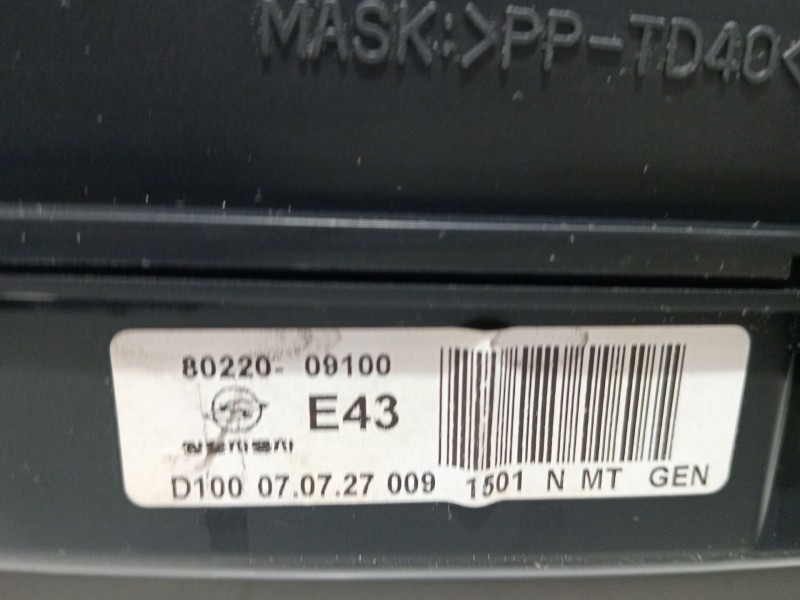 MASK:>PP-TD40<
80220- 09100
E43
D100 07.07.27 009 1501 N MT GEN